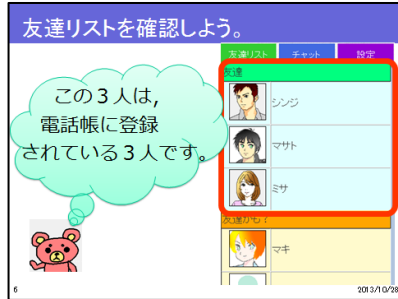 友達リストを確認しよう。
友達リスト チャット 設定
友達
この３人は，
電話帳に登録
されている３人です。
シンジ
マサト
ミサ
友達かも？
マキ
6
2013/10/28